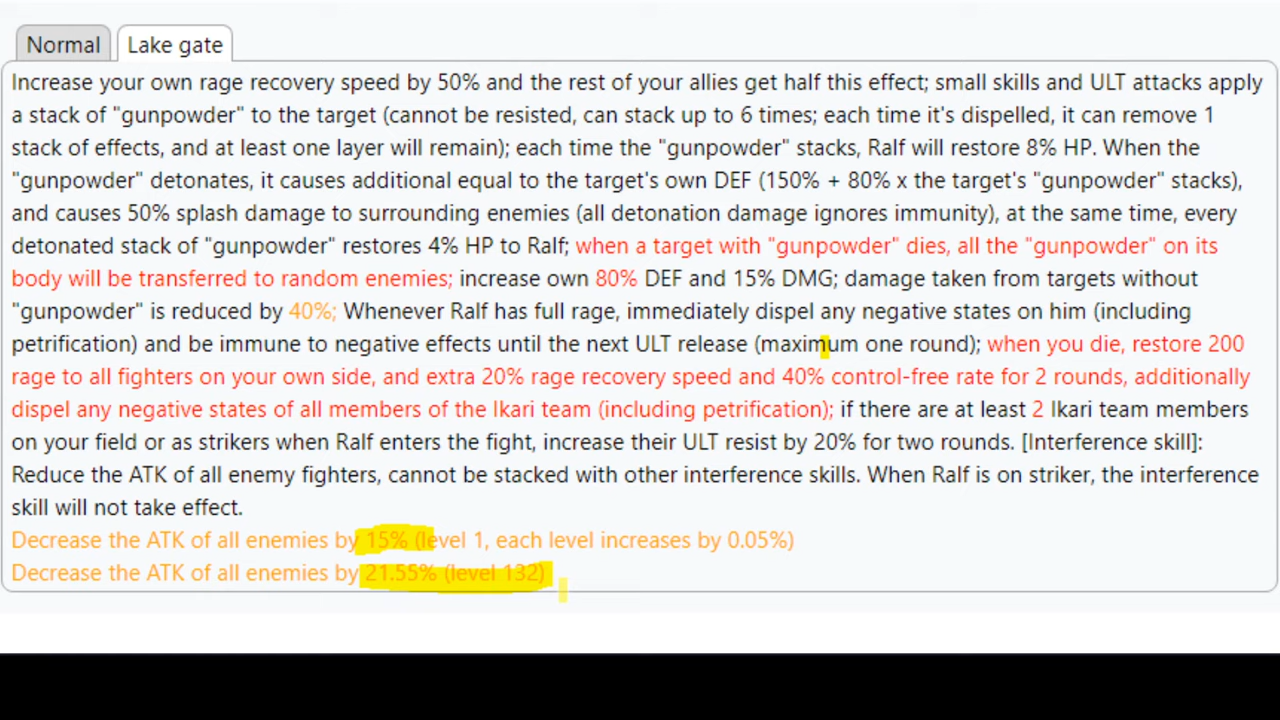 Normal
Lake gate
Increase your own rage recovery speed by 50% and the rest of your allies get half this effect; small skills and ULT attacks apply
a stack of "gunpowder" to the target (cannot be resisted, can stack up to 6 times; each time it's dispelled, it can remove 1
stack of effects, and at least one layer will remain); each time the "gunpowder" stacks, Ralf will restore 8% HP. When the
"gunpowder" detonates, it causes additional equal to the target's own DEF (150% + 80% x the target's "gunpowder" stacks),
and causes 50% splash damage to surrounding enemies (all detonation damage ignores immunity), at the same time, every
detonated stack of "gunpowder" restores 4% HP to Ralf; when a target with "gunpowder" dies, all the "gunpowder" on its
body will be transferred to random enemies; increase own 80% DEF and 15% DMG; damage taken from targets without
"gunpowder" is reduced by 40%; Whenever Ralf has full rage, immediately dispel any negative states on him (including
petrification) and be immune to negative effects until the next ULT release (maximum one round); when you die, restore 200
rage to all fighters on your own side, and extra 20% rage recovery speed and 40% control-free rate for 2 rounds, additionally
dispel any negative states of all members of the Ikari team (including petrification); if there are at least 2 Ikari team members
on your field or as strikers when Ralf enters the fight, increase their ULT resist by 20% for two rounds. [Interference skill]:
Reduce the ATK of all enemy fighters, cannot be stacked with other interference skills. When Ralf is on striker, the interference
skill will not take effect.
Decrease the ATK of all enemies by 15% (level 1, each level increases by 0.05%)
Decrease the ATK of all enemies by 21.55% (level 132)